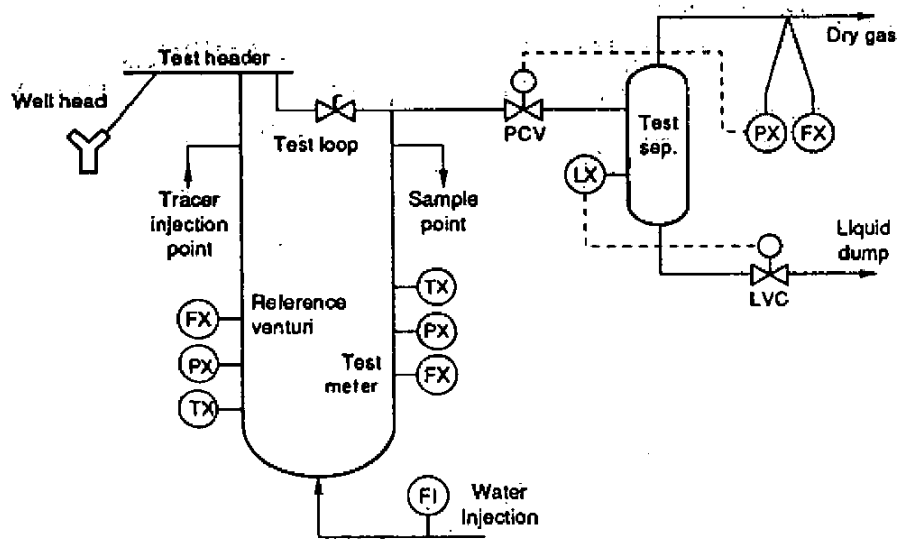 Test header
Dry gas
Well head
PCV
Test
sep.
PX
FX
Test loop
LX
Tracer
injection
point
Sample
point
Liquid
dump
LVC
TX
Reference
venturi
FX
PX
PX
Test
meter
FX
TX
FI
Water
Injection